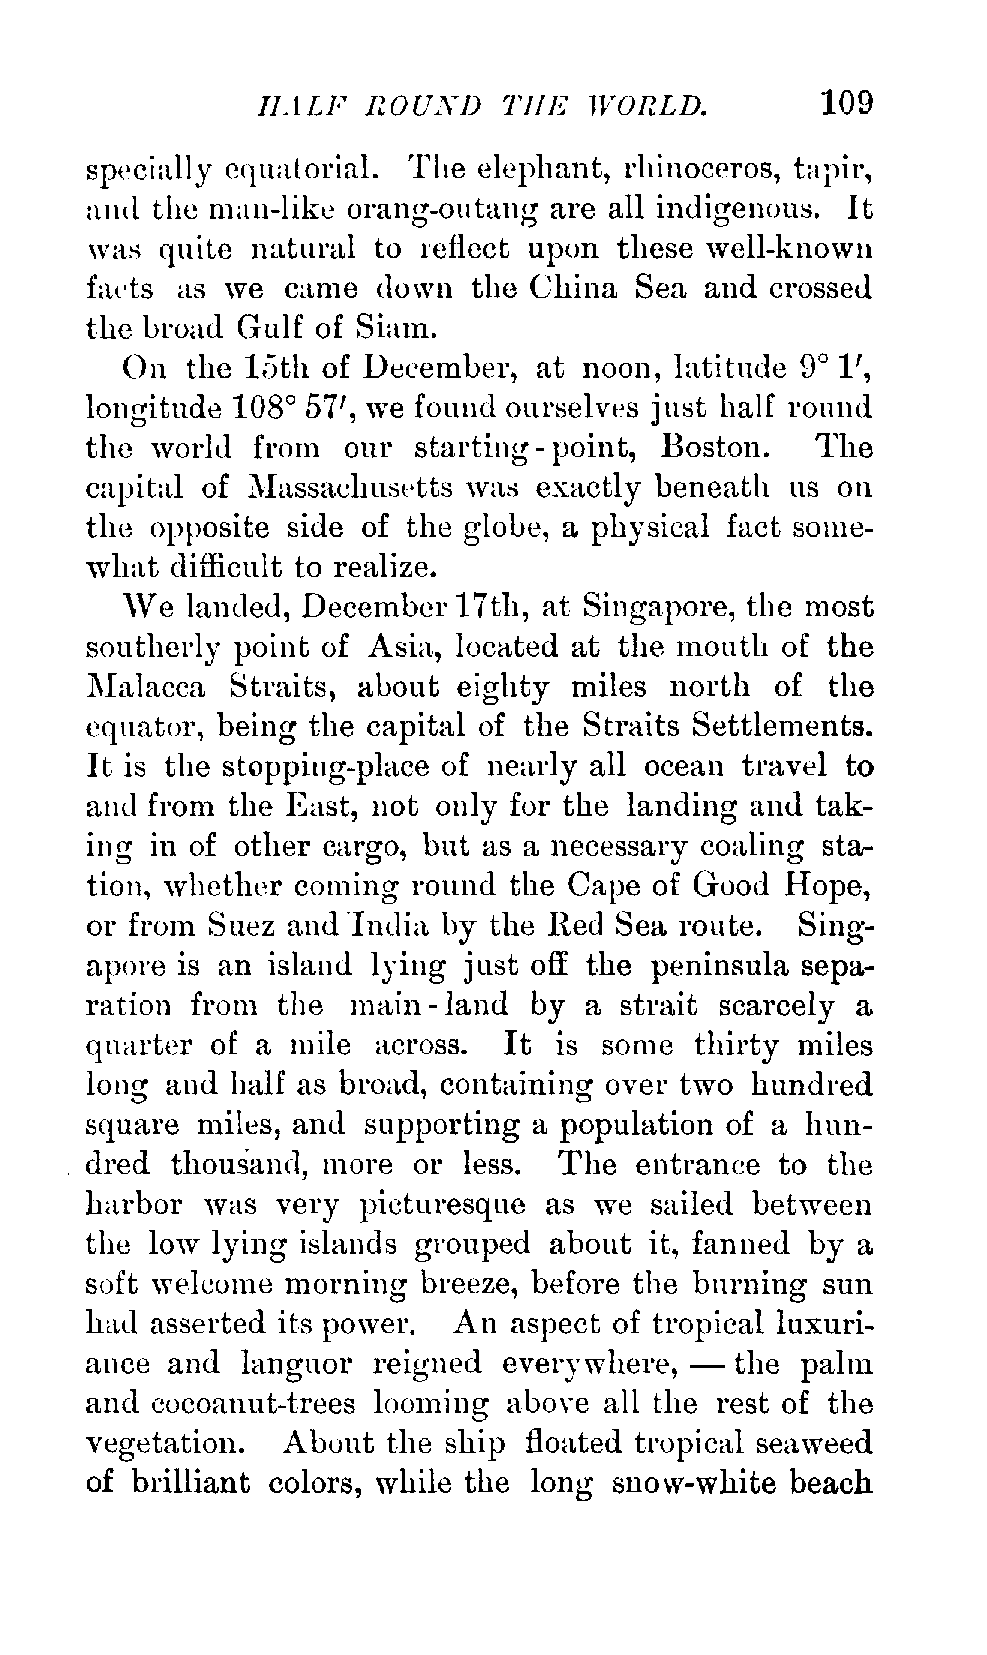 HALF ROUND THE WORLD. 109
specially equatorial. The elephant, rhinoceros, tapir,
and the man-like orang-outang are all indigenous. It
was quite natural to reflect upon these well-known
facts as we came down the China Sea and crossed
the broad Gulf of Siam.
On the 15th of December, at noon, latitude 9° 1′,
longitude 108° 57′, we found ourselves just half round
the world from our starting-point, Boston. The
capital of Massachusetts was exactly beneath us on
the opposite side of the globe, a physical fact some-
what difficult to realize.
We landed, December 17th, at Singapore, the most
southerly point of Asia, located at the mouth of the
Malacca Straits, about eighty miles north of the
equator, being the capital of the Straits Settlements.
It is the stopping-place of nearly all ocean travel to
and from the East, not only for the landing and tak-
ing in of other cargo, but as a necessary coaling sta-
tion, whether coming round the Cape of Good Hope,
or from Suez and India by the Red Sea route. Sing-
apore is an island lying just off the peninsula sepa-
ration from the main-land by a strait scarcely a
quarter of a mile across. It is some thirty miles
long and half as broad, containing over two hundred
square miles, and supporting a population of a hun-
dred thousand, more or less. The entrance to the
harbor was very picturesque as we sailed between
the low lying islands grouped about it, fanned by a
soft welcome morning breeze, before the burning sun
had asserted its power. An aspect of tropical luxuri-
ance and languor reigned everywhere, — the palm
and cocoanut-trees looming above all the rest of the
vegetation. About the ship floated tropical seaweed
of brilliant colors, while the long snow-white beach